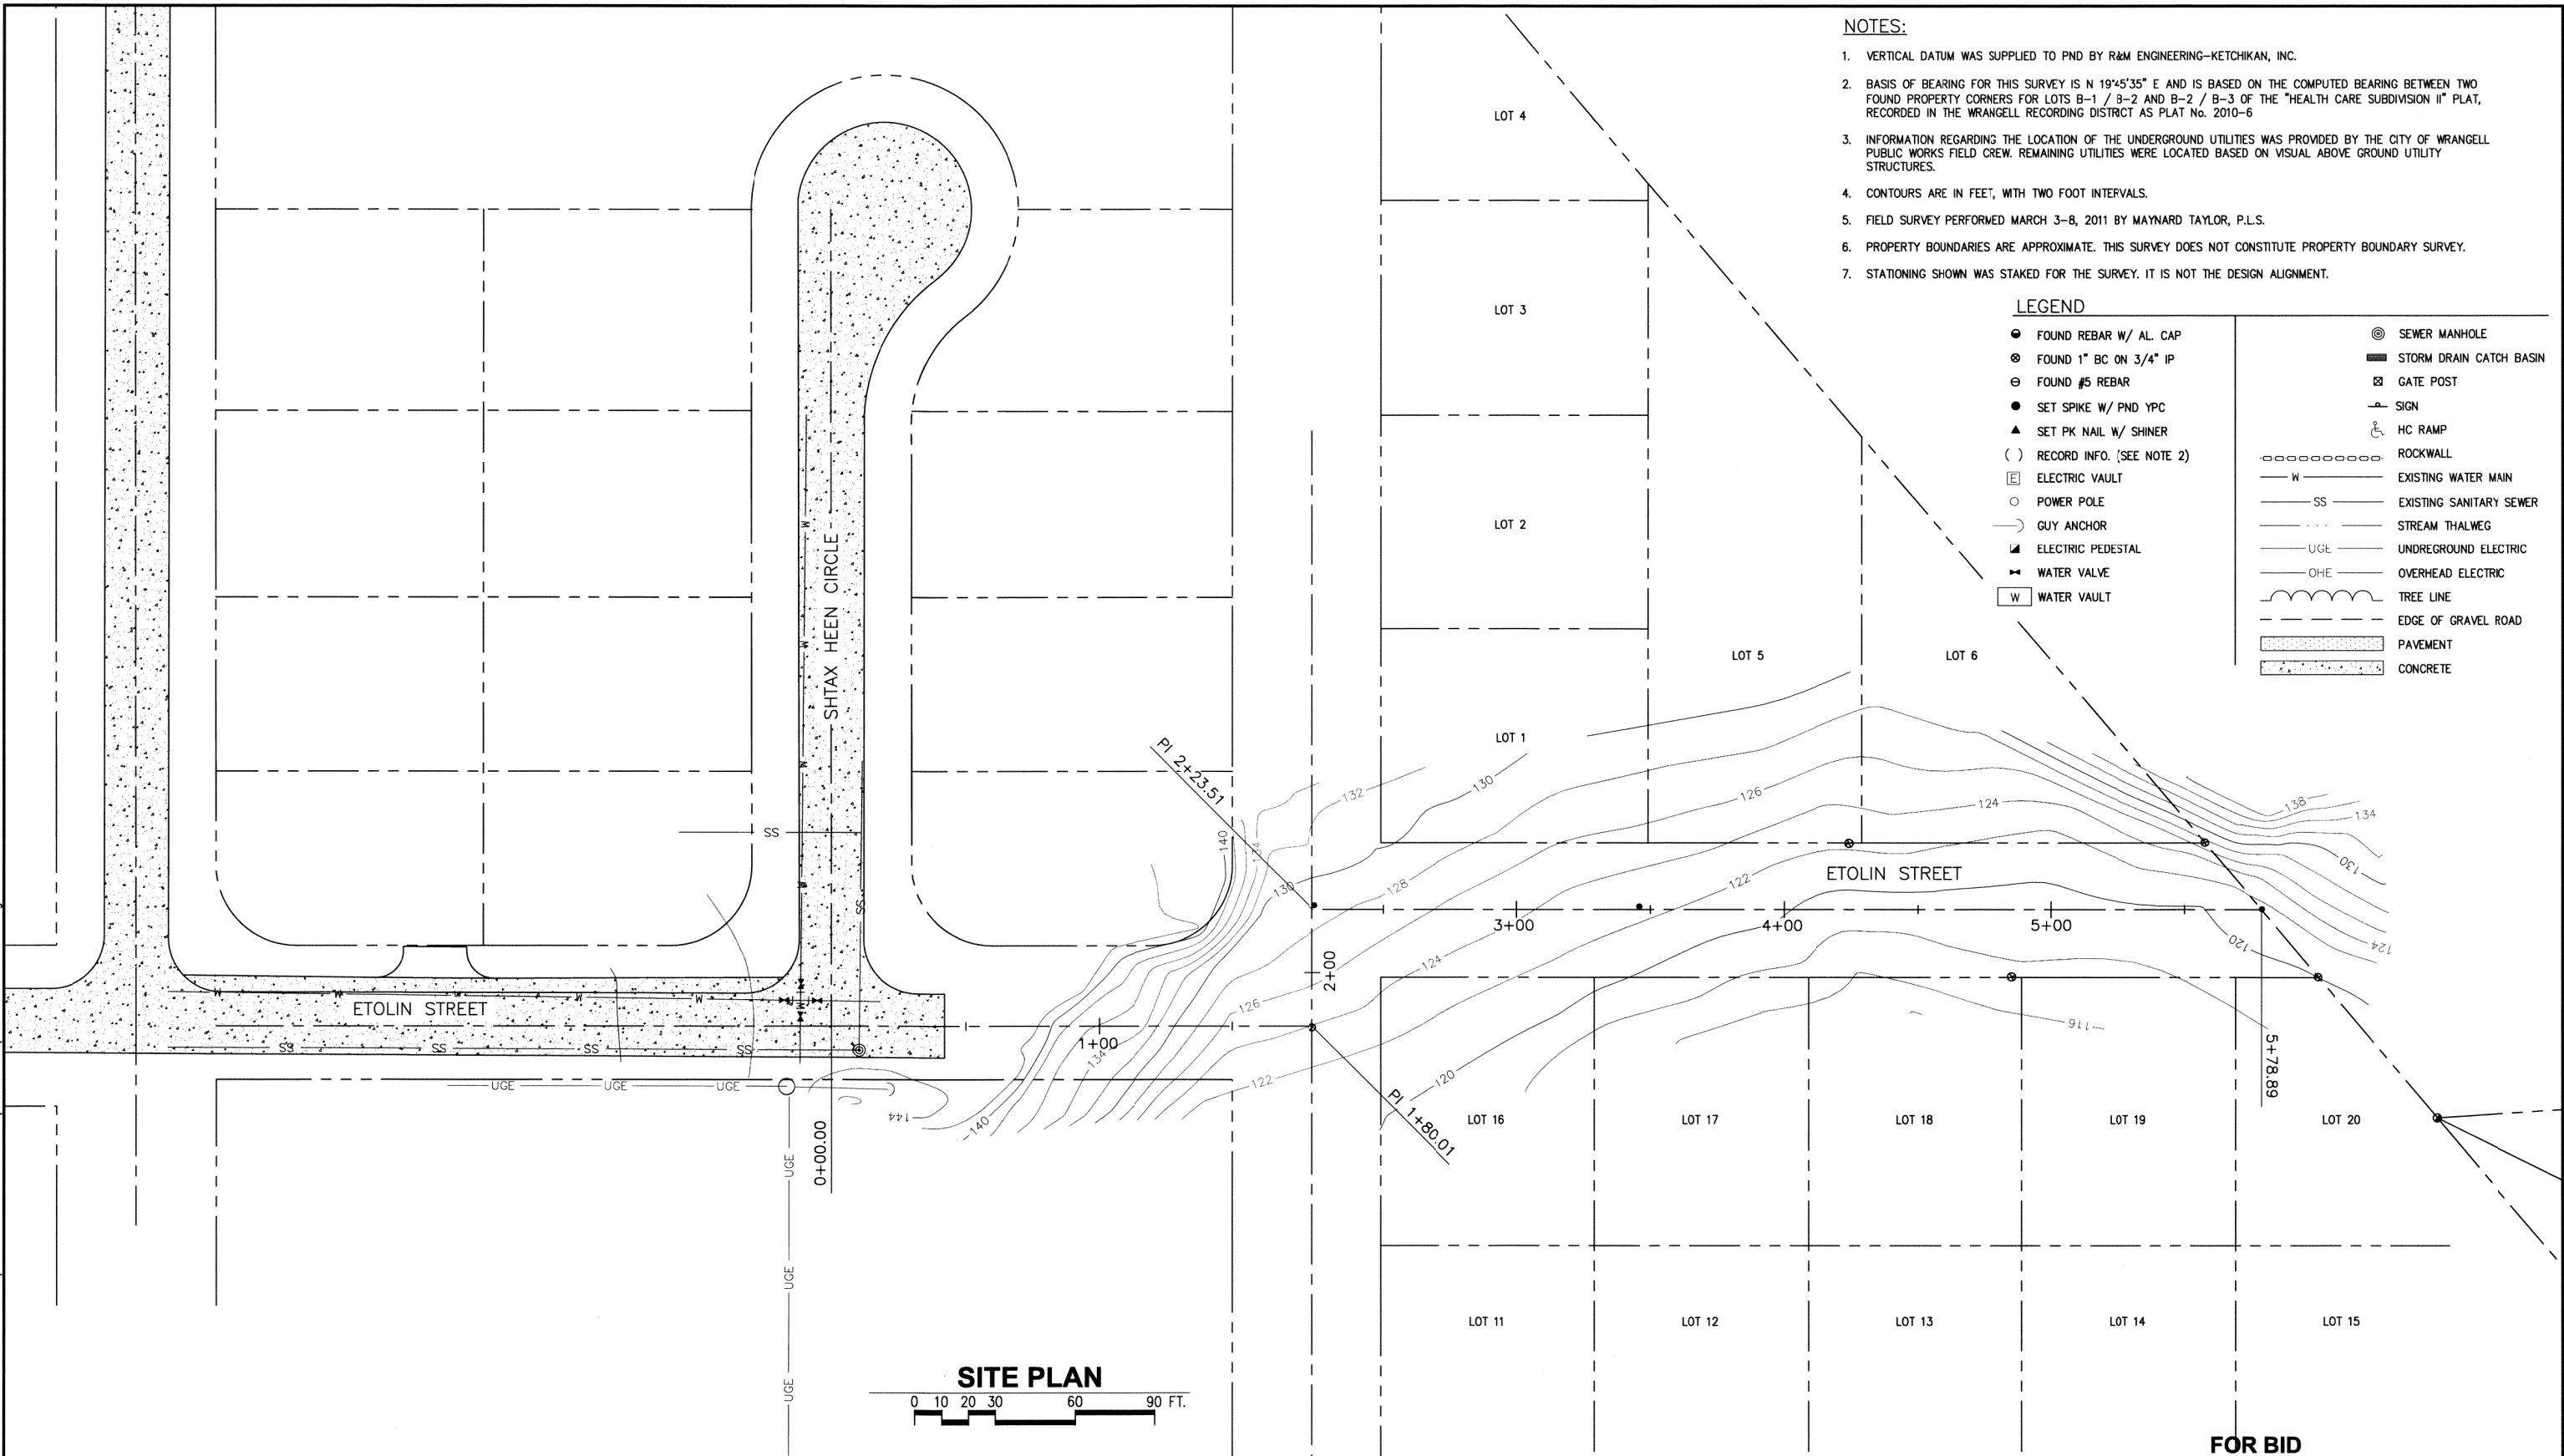 NOTES:
1. VERTICAL DATUM WAS SUPPLIED TO PND BY R&M ENGINEERING-KETCHIKAN, INC.
2. BASIS OF BEARING FOR THIS SURVEY IS N 19°45'35" E AND IS BASED ON THE COMPUTED BEARING BETWEEN TWO
FOUND PROPERTY CORNERS FOR LOTS B-1 / B-2 AND B-2 / B-3 OF THE "HEALTH CARE SUBDIVISION II" PLAT,
RECORDED IN THE WRANGELL RECORDING DISTRICT AS PLAT No. 2010-6
3. INFORMATION REGARDING THE LOCATION OF THE UNDERGROUND UTILITIES WAS PROVIDED BY THE CITY OF WRANGELL
PUBLIC WORKS FIELD CREW. REMAINING UTILITIES WERE LOCATED BASED ON VISUAL ABOVE GROUND UTILITY
STRUCTURES.
4. CONTOURS ARE IN FEET, WITH TWO FOOT INTERVALS.
5. FIELD SURVEY PERFORMED MARCH 3-8, 2011 BY MAYNARD TAYLOR, P.L.S.
6. PROPERTY BOUNDARIES ARE APPROXIMATE. THIS SURVEY DOES NOT CONSTITUTE PROPERTY BOUNDARY SURVEY.
7. STATIONING SHOWN WAS STAKED FOR THE SURVEY. IT IS NOT THE DESIGN ALIGNMENT.
LEGEND
FOUND REBAR W/ AL. CAP
FOUND 1" BC ON 3/4" IP
FOUND #5 REBAR
SET SPIKE W/ PND YPC
SET PK NAIL W/ SHINER
( ) RECORD INFO. (SEE NOTE 2)
E ELECTRIC VAULT
POWER POLE
GUY ANCHOR
ELECTRIC PEDESTAL
WATER VALVE
W WATER VAULT
SEWER MANHOLE
STORM DRAIN CATCH BASIN
GATE POST
SIGN
HC RAMP
ROCKWALL
W EXISTING WATER MAIN
SS EXISTING SANITARY SEWER
STREAM THALWEG
UGE UNDREGROUND ELECTRIC
OHE OVERHEAD ELECTRIC
TREE LINE
EDGE OF GRAVEL ROAD
PAVEMENT
CONCRETE
LOT 4
LOT 3
LOT 2
LOT 5
LOT 6
LOT 1
SHTAX HEEN CIRCLE
W
W
W
W
SS
SS
PI 2+23.51
140
134
132
130
130
128
126
126
124
124
122
122
138
134
130
124
120
ETOLIN STREET
3+00
4+00
5+00
2+00
ETOLIN STREET
W
W
W
W
W
W
SS
SS
SS
SS
1+00
134
140
144
120
116
UGE
UGE
UGE
UGE
UGE
UGE
0+00.00
PI 1+80.01
5+78.89
LOT 16
LOT 17
LOT 18
LOT 19
LOT 20
LOT 11
LOT 12
LOT 13
LOT 14
LOT 15
SITE PLAN
0 10 20 30 60 90 FT.
FOR BID